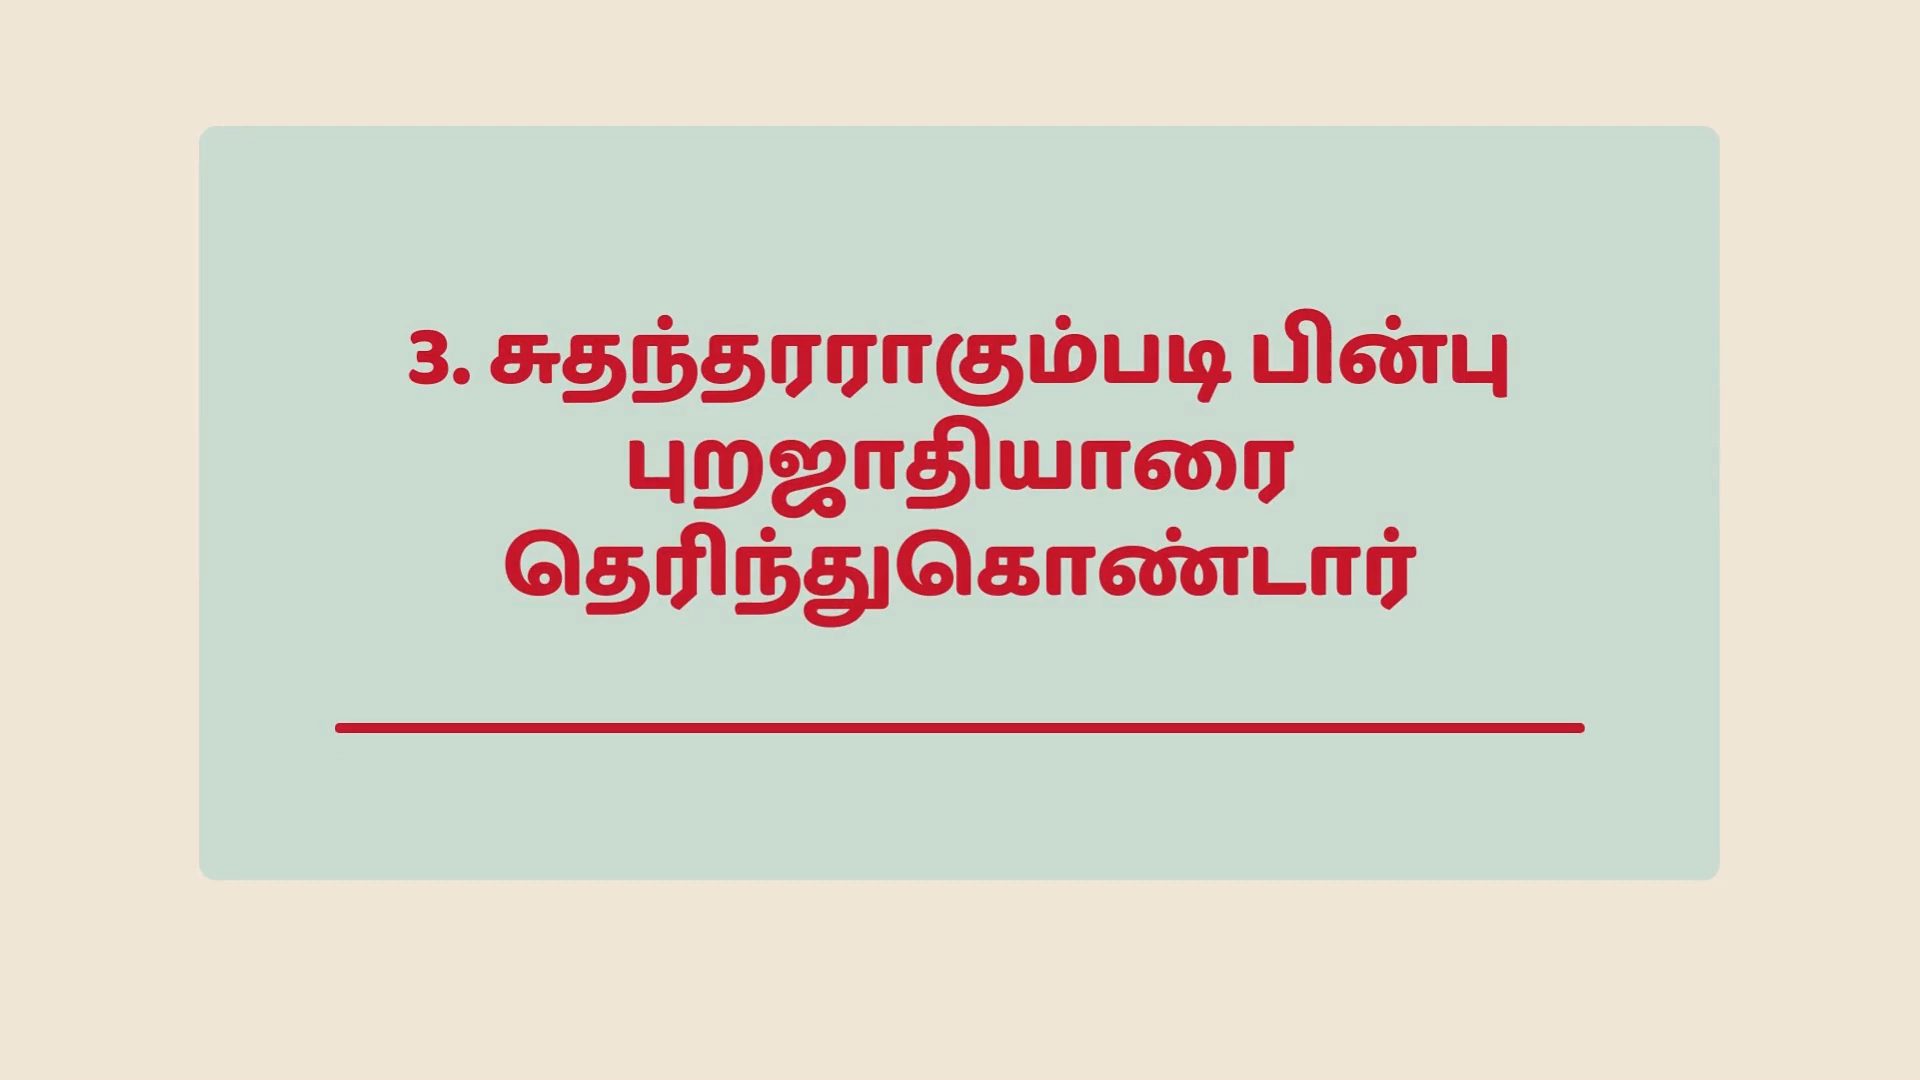 3. சுதந்தரராகும்படி பின்பு
புறஜாதியாரை
தெரிந்துகொண்டார்